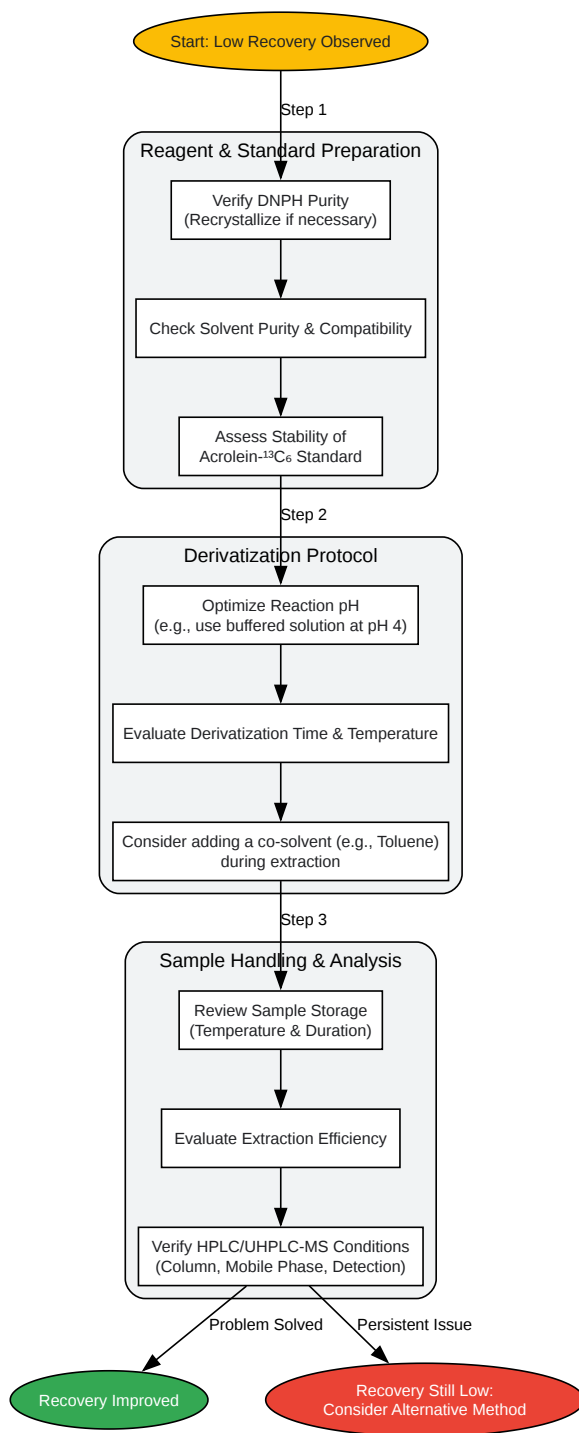 Start: Low Recovery Observed
Step 1
Reagent & Standard Preparation
Verify DNPH Purity
(Recrystallize if necessary)
Check Solvent Purity & Compatibility
Assess Stability of
Acrolein-¹³C₆ Standard
Step 2
Derivatization Protocol
Optimize Reaction pH
(e.g., use buffered solution at pH 4)
Evaluate Derivatization Time & Temperature
Consider adding a co-solvent (e.g., Toluene)
during extraction
Step 3
Sample Handling & Analysis
Review Sample Storage
(Temperature & Duration)
Evaluate Extraction Efficiency
Verify HPLC/UHPLC-MS Conditions
(Column, Mobile Phase, Detection)
Problem Solved
Persistent Issue
Recovery Improved
Recovery Still Low:
Consider Alternative Method